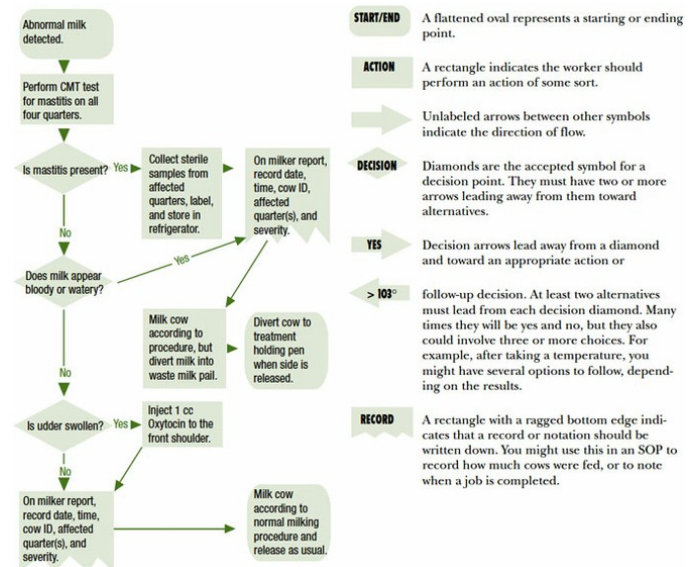 Abnormal milk
detected.
Perform CMT test
for mastitis on all
four quarters.
Is mastitis present?
Yes
Collect sterile
samples from
affected
quarters, label,
and store in
refrigerator.
On milker report,
record date,
time, cow ID,
affected
quarter(s), and
severity.
No
Does milk appear
bloody or watery?
Yes
Milk cow
according to
procedure, but
divert milk into
waste milk pail.
Divert cow to
treatment
holding pen
when side is
released.
No
Is udder swollen?
Yes
Inject 1 cc
Oxytocin to the
front shoulder.
No
On milker report,
record date, time,
cow ID, affected
quarter(s), and
severity.
Milk cow
according to
normal milking
procedure and
release as usual.
START/END
A flattened oval represents a starting or ending
point.
ACTION
A rectangle indicates the worker should
perform an action of some sort.
Unlabeled arrows between other symbols
indicate the direction of flow.
DECISION
Diamonds are the accepted symbol for a
decision point. They must have two or more
arrows leading away from them toward
alternatives.
YES
Decision arrows lead away from a diamond
and toward an appropriate action or
> 103°
follow-up decision. At least two alternatives
must lead from each decision diamond. Many
times they will be yes and no, but they also
could involve three or more choices. For
example, after taking a temperature, you
might have several options to follow, depend-
ing on the results.
RECORD
A rectangle with a ragged bottom edge indi-
cates that a record or notation should be
written down. You might use this in an SOP to
record how much cows were fed, or to note
when a job is completed.